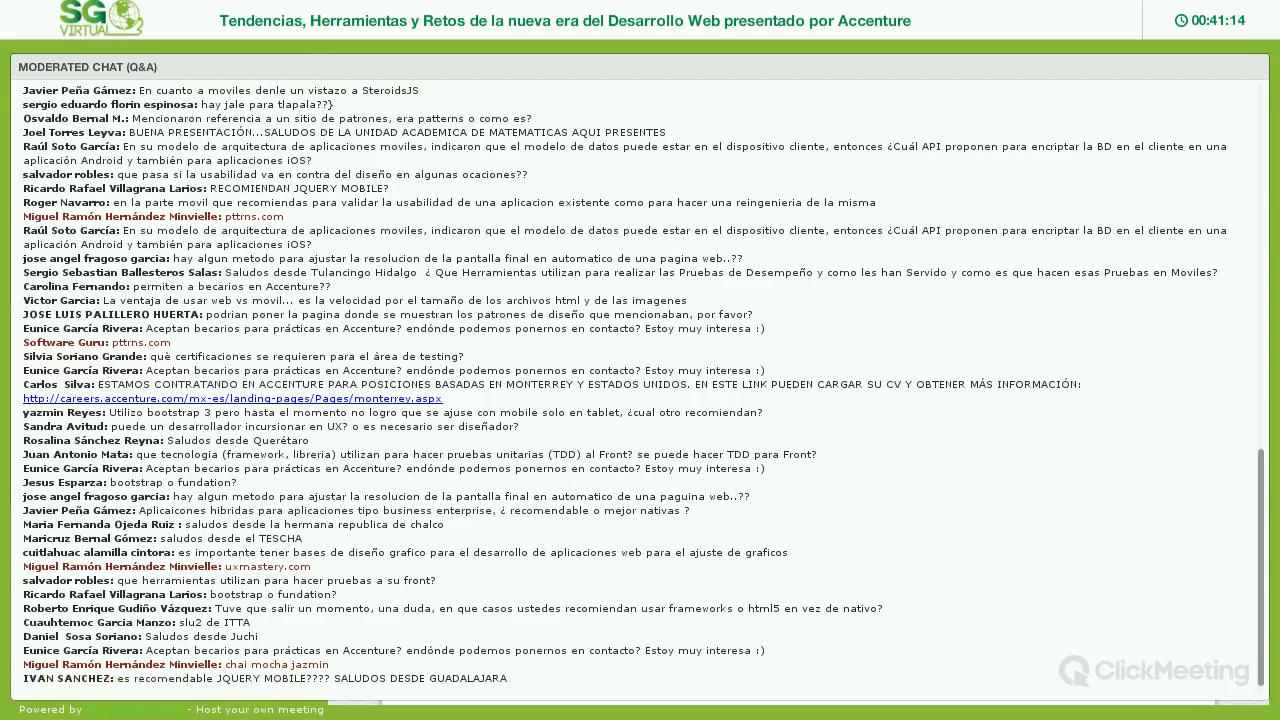 SG
VIRTUAL
Tendencias, Herramientas y Retos de la nueva era del Desarrollo Web presentado por Accenture
00:41:14
MODERATED CHAT (Q&A)
Javier Peña Gámez: En cuanto a moviles denle un vistazo a SteroidsJS
sergio eduardo florin espinosa: hay jale para tlapala??}
Osvaldo Bernal M.: Mencionaron referencia a un sitio de patrones, era patterns o como es?
Joel Torres Leyva: BUENA PRESENTACIÓN...SALUDOS DE LA UNIDAD ACADEMICA DE MATEMATICAS AQUI PRESENTES
Raúl Soto García: En su modelo de arquitectura de aplicaciones moviles, indicaron que el modelo de datos puede estar en el dispositivo cliente, entonces ¿Cuál API proponen para encriptar la BD en el cliente en una
aplicación Android y también para aplicaciones iOS?
salvador robles: que pasa si la usabilidad va en contra del diseño en algunas ocaciones??
Ricardo Rafael Villagrana Larios: RECOMIENDAN JQUERY MOBILE?
Roger Navarro: en la parte movil que recomiendas para validar la usabilidad de una aplicacion existente como para hacer una reingenieria de la misma
Miguel Ramón Hernández Minvielle: pttrns.com
Raúl Soto García: En su modelo de arquitectura de aplicaciones moviles, indicaron que el modelo de datos puede estar en el dispositivo cliente, entonces ¿Cuál API proponen para encriptar la BD en el cliente en una
aplicación Android y también para aplicaciones iOS?
jose angel fragoso garcia: hay algun metodo para ajustar la resolucion de la pantalla final en automatico de una pagina web..??
Sergio Sebastian Ballesteros Salas: Saludos desde Tulancingo Hidalgo  ¿ Que Herramientas utilizan para realizar las Pruebas de Desempeño y como les han Servido y como es que hacen esas Pruebas en Moviles?
Carolina Fernando: permiten a becarios en Accenture??
Victor Garcia: La ventaja de usar web vs movil... es la velocidad por el tamaño de los archivos html y de las imagenes
JOSE LUIS PALILLERO HUERTA: podrian poner la pagina donde se muestran los patrones de diseño que mencionaban, por favor?
Eunice García Rivera: Aceptan becarios para prácticas en Accenture? endónde podemos ponernos en contacto? Estoy muy interesa :)
Software Guru: pttrns.com
Silvia Soriano Grande: què certificaciones se requieren para el àrea de testing?
Eunice García Rivera: Aceptan becarios para prácticas en Accenture? endónde podemos ponernos en contacto? Estoy muy interesa :)
Carlos  Silva: ESTAMOS CONTRATANDO EN ACCENTURE PARA POSICIONES BASADAS EN MONTERREY Y ESTADOS UNIDOS. EN ESTE LINK PUEDEN CARGAR SU CV Y OBTENER MÁS INFORMACIÓN:
http://careers.accenture.com/mx-es/landing-pages/Pages/monterrey.aspx
yazmin Reyes: Utilizo bootstrap 3 pero hasta el momento no logro que se ajuse con mobile solo en tablet, ¿cual otro recomiendan?
Sandra Avitud: puede un desarrollador incursionar en UX? o es necesario ser diseñador?
Rosalina Sánchez Reyna: Saludos desde Querétaro
Juan Antonio Mata: que tecnologia (framework, libreria) utilizan para hacer pruebas unitarias (TDD) al Front? se puede hacer TDD para Front?
Eunice García Rivera: Aceptan becarios para prácticas en Accenture? endónde podemos ponernos en contacto? Estoy muy interesa :)
Jesus Esparza: bootstrap o fundation?
jose angel fragoso garcia: hay algun metodo para ajustar la resolucion de la pantalla final en automatico de una paguina web..??
Javier Peña Gámez: Aplicaicones hibridas para aplicaciones tipo business enterprise, ¿ recomendable o mejor nativas ?
Maria Fernanda Ojeda Ruiz : saludos desde la hermana republica de chalco
Maricruz Bernal Gómez: saludos desde el TESCHA
cuitlahuac alamilla cintora: es importante tener bases de diseño grafico para el desarrollo de aplicaciones web para el ajuste de graficos
Miguel Ramón Hernández Minvielle: uxmastery.com
salvador robles: que herramientas utilizan para hacer pruebas a su front?
Ricardo Rafael Villagrana Larios: bootstrap o fundation?
Roberto Enrique Gudiño Vázquez: Tuve que salir un momento, una duda, en que casos ustedes recomiendan usar frameworks o html5 en vez de nativo?
Cuauhtemoc Garcia Manzo: slu2 de ITTA
Daniel  Sosa Soriano: Saludos desde Juchi
Eunice García Rivera: Aceptan becarios para prácticas en Accenture? endónde podemos ponernos en contacto? Estoy muy interesa :)
Miguel Ramón Hernández Minvielle: chai mocha jazmin
IVAN SANCHEZ: es recomendable JQUERY MOBILE???? SALUDOS DESDE GUADALAJARA
ClickMeeting
Powered by ClickMeeting.com - Host your own meeting